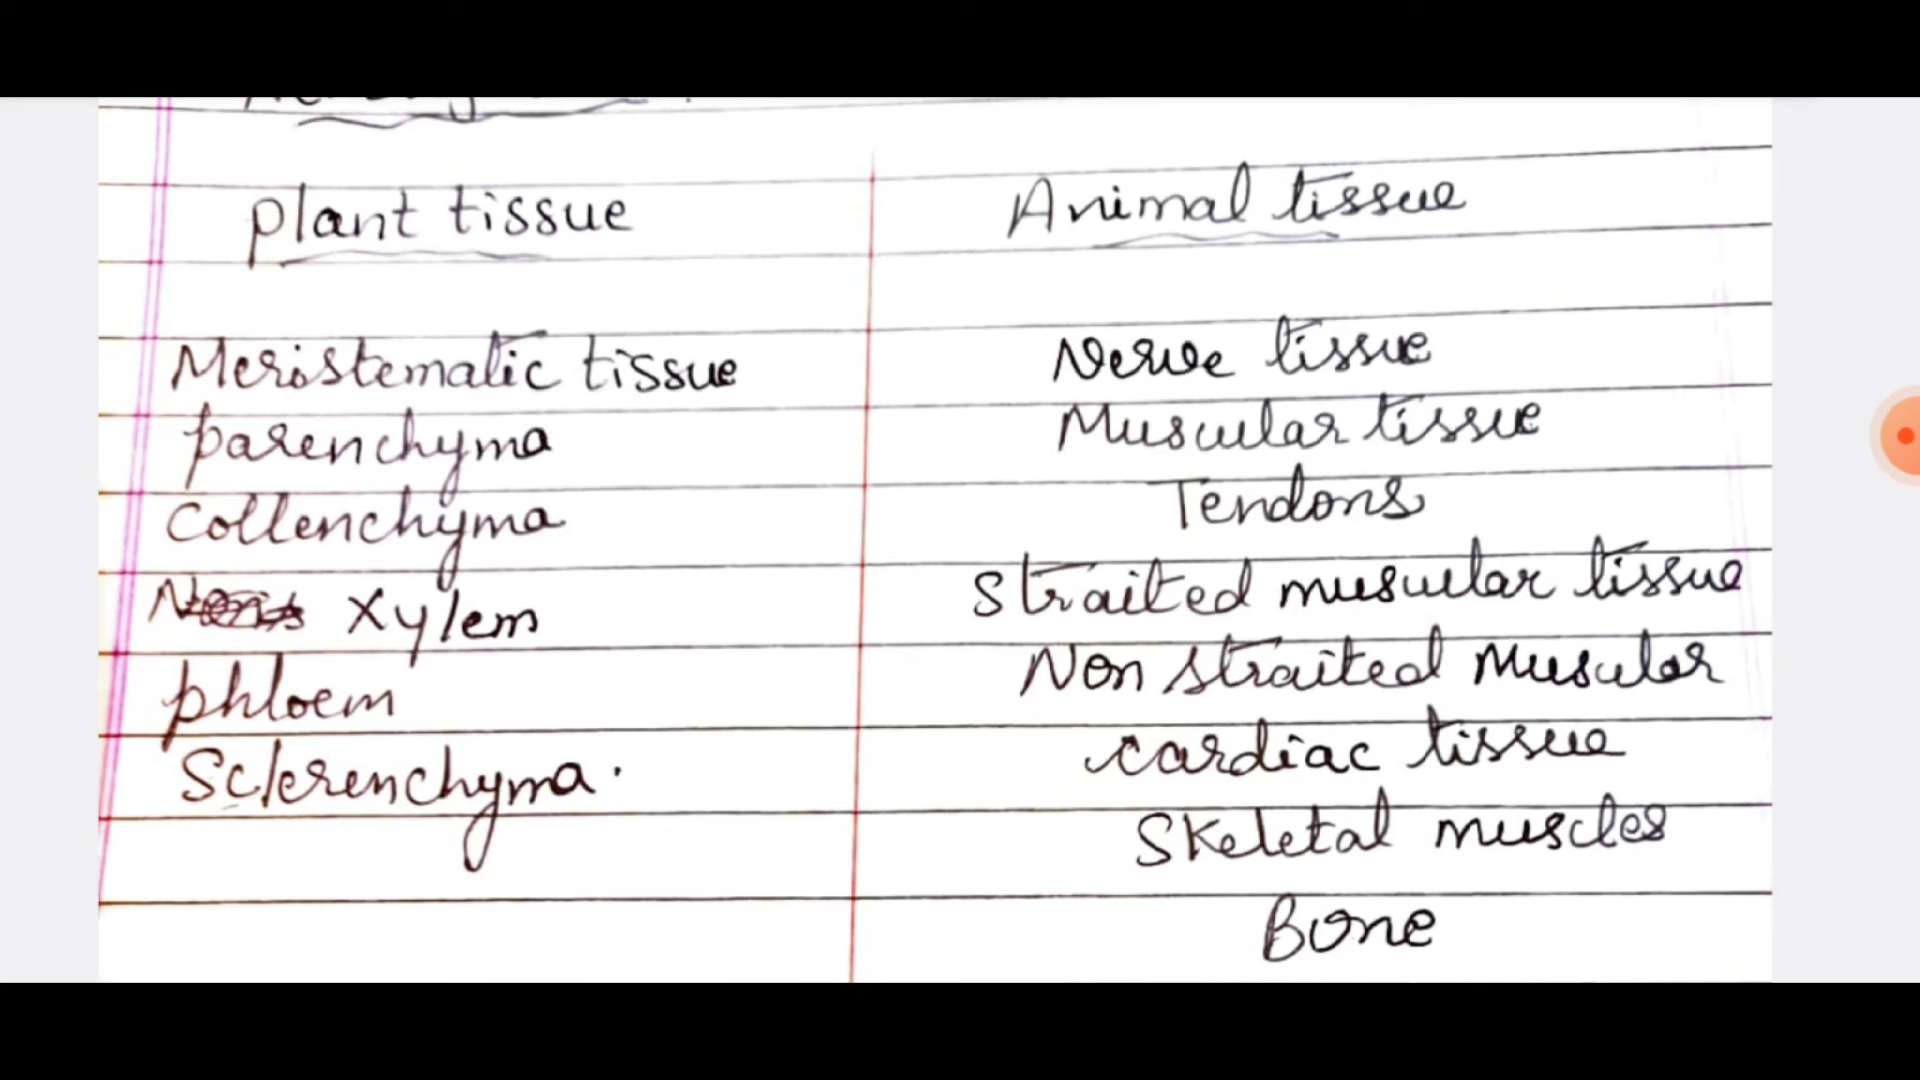 Plant tissue
Animal tissue
Meristematic tissue
Parenchyma
Collenchyma
Xylem
Phloem
Sclerenchyma.
Nerve tissue
Muscular tissue
Tendons
Straited muscular tissue
Non straited Muscular
cardiac tissue
Skeletal muscles
Bone